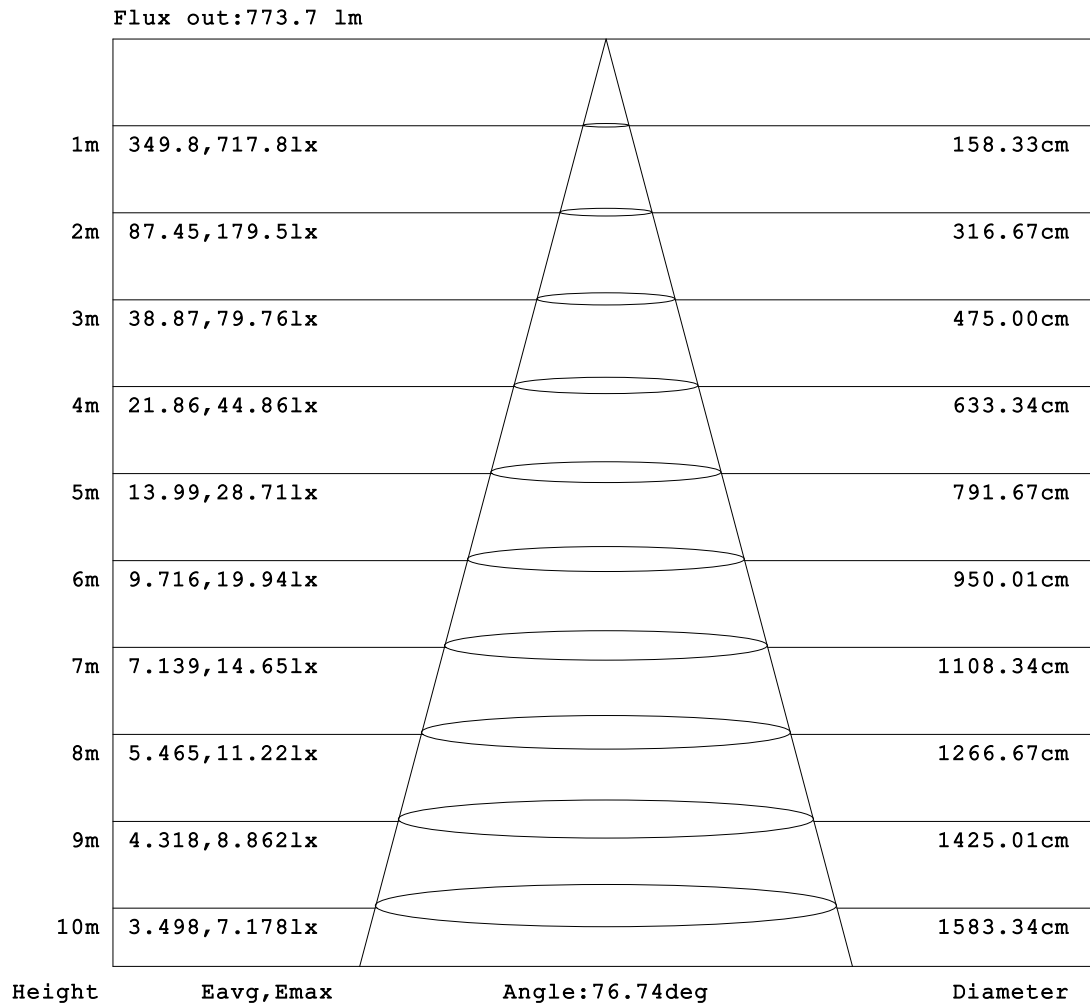 Flux out:773.7 lm
1m 349.8,717.8lx 158.33cm
2m 87.45,179.5lx 316.67cm
3m 38.87,79.76lx 475.00cm
4m 21.86,44.86lx 633.34cm
5m 13.99,28.71lx 791.67cm
6m 9.716,19.94lx 950.01cm
7m 7.139,14.65lx 1108.34cm
8m 5.465,11.22lx 1266.67cm
9m 4.318,8.862lx 1425.01cm
10m 3.498,7.178lx 1583.34cm
Height Eavg,Emax Angle:76.74deg Diameter